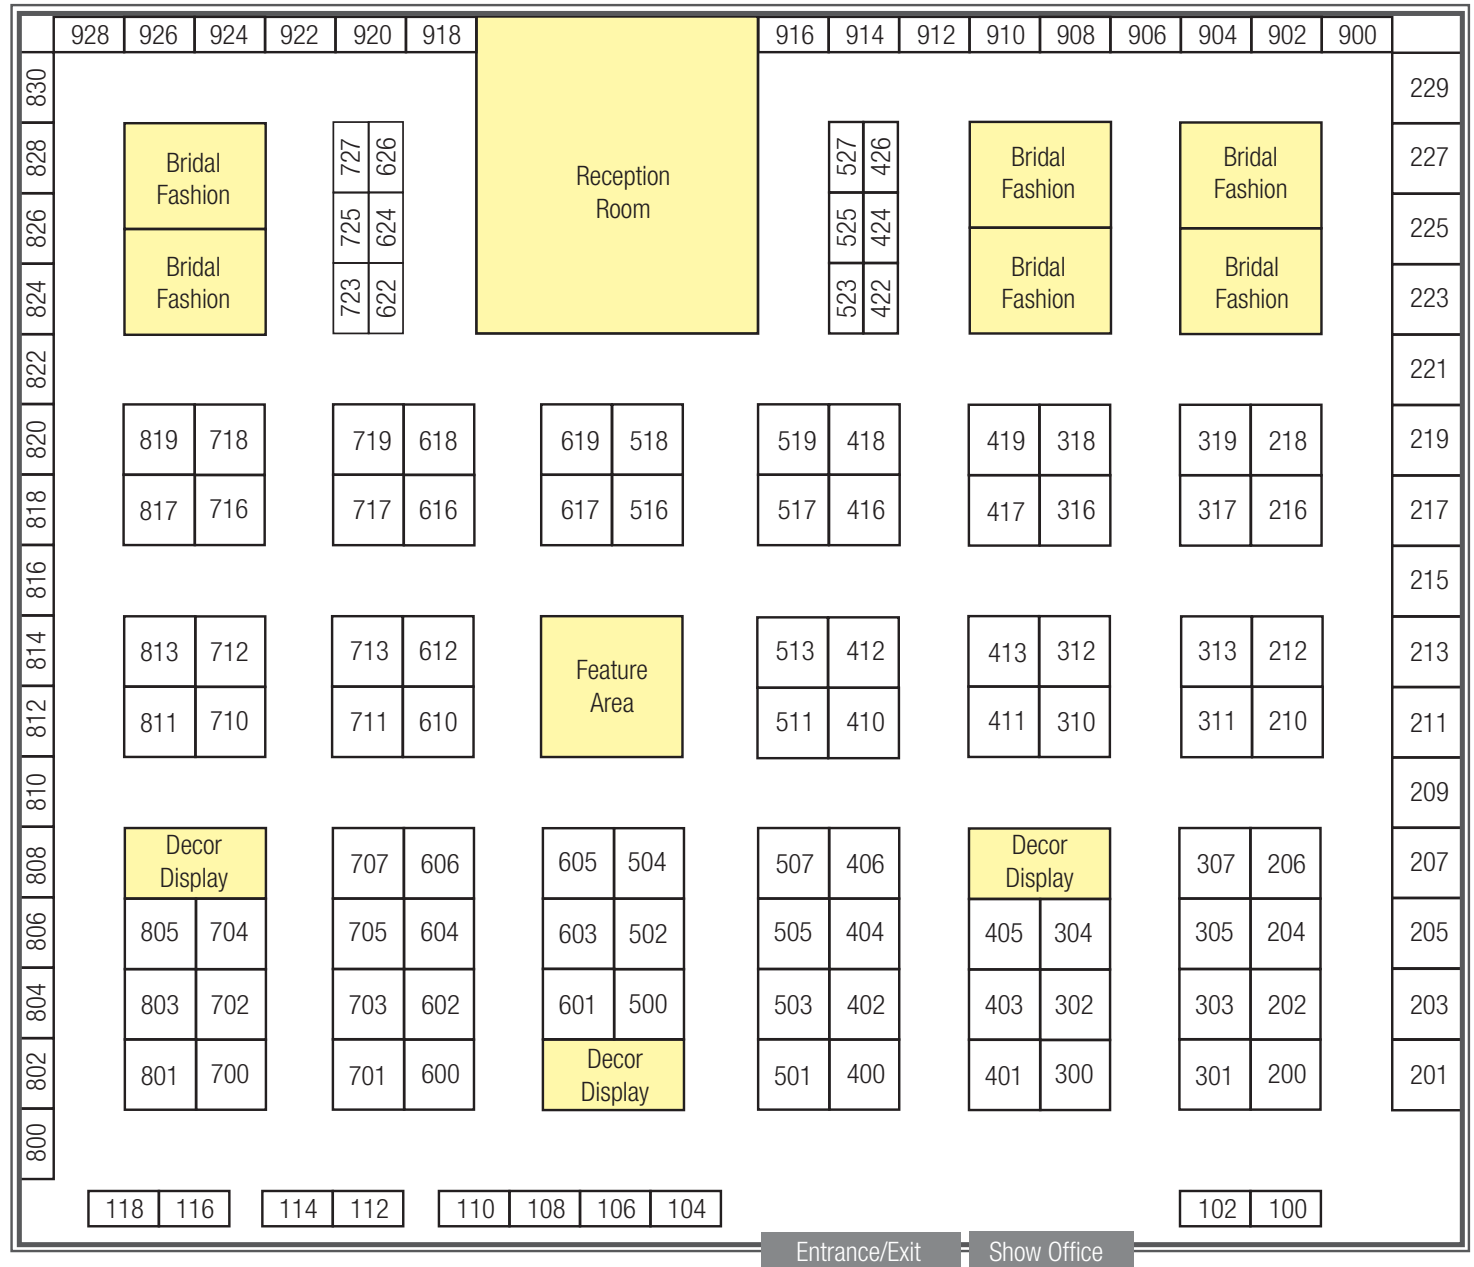 928 926 924 922 920 918 916 914 912 910 908 906 904 902 900
830 229
828 Bridal 727 626 Reception 527 426 Bridal Bridal 227
Fashion Room Fashion Fashion
826 725 624 525 424 225
824 Bridal 723 622 523 422 Bridal Bridal 223
Fashion Fashion Fashion
822 221
820 819 718 719 618 619 518 519 418 419 318 319 218 219
818 817 716 717 616 617 516 517 416 417 316 317 216 217
816 215
814 813 712 713 612 Feature 513 412 413 312 313 212 213
Area
812 811 710 711 610 511 410 411 310 311 210 211
810 209
808 Decor 707 606 605 504 507 406 Decor 307 206 207
Display Display
806 805 704 705 604 603 502 505 404 405 304 305 204 205
804 803 702 703 602 601 500 503 402 403 302 303 202 203
802 801 700 701 600 Decor 501 400 401 300 301 200 201
Display
800
118 116 114 112 110 108 106 104 102 100
Entrance/Exit Show Office